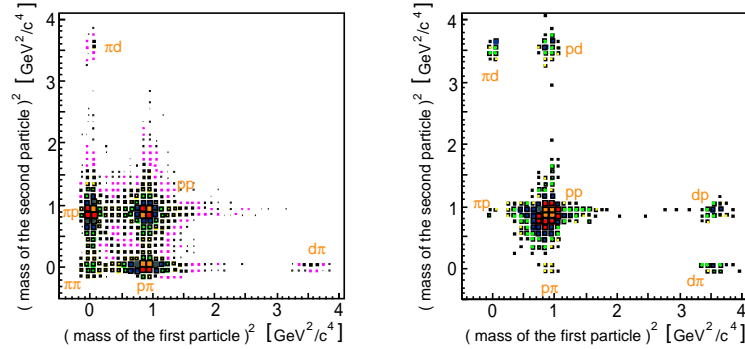 ( mass of the second particle )² [GeV²/c⁴]
4
3
2
1
0
πd
pp
πp
dπ
ππ
pπ
0 1 2 3 4
( mass of the first particle )² [GeV²/c⁴]
( mass of the second particle )² [GeV²/c⁴]
4
3
2
1
0
pd
πd
πp
pp
dp
dπ
pπ
0 1 2 3 4
( mass of the first particle )² [GeV²/c⁴]